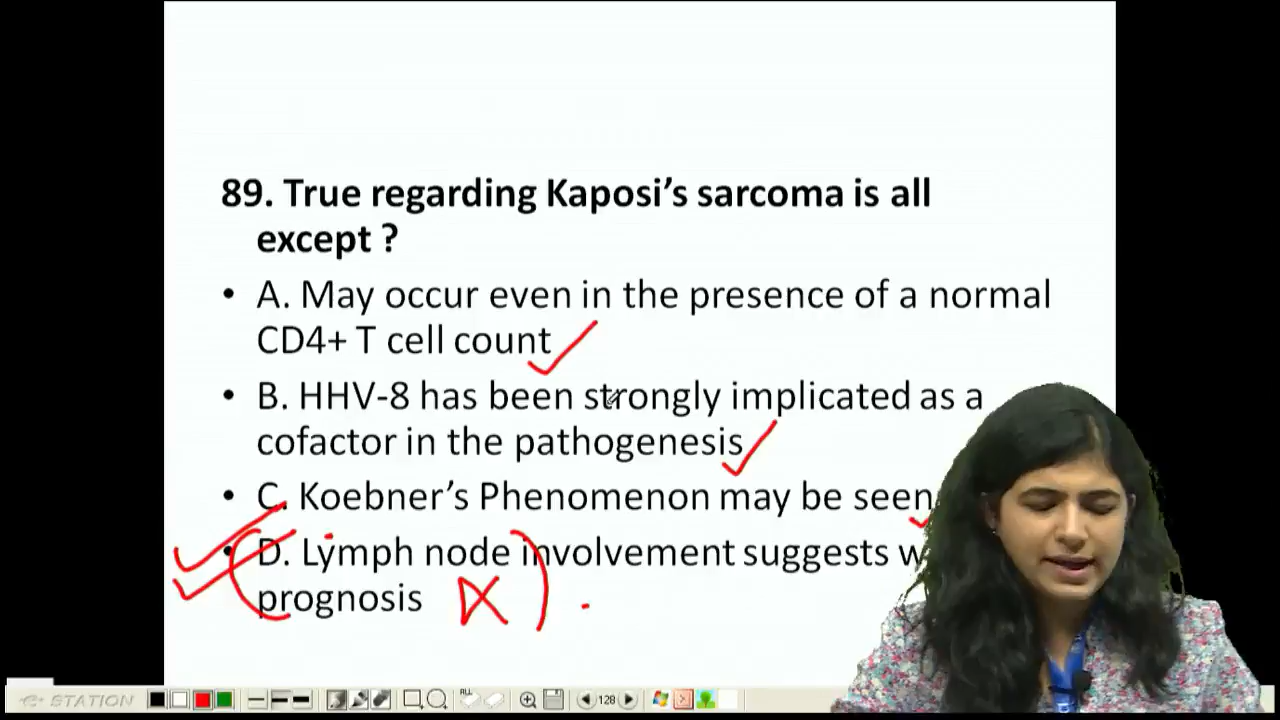 89. True regarding Kaposi's sarcoma is all
except ?
• A. May occur even in the presence of a normal
CD4+ T cell count
• B. HHV-8 has been strongly implicated as a
cofactor in the pathogenesis
• C. Koebner's Phenomenon may be seen
• D. Lymph node involvement suggests
prognosis
e-STATION
ALL
128